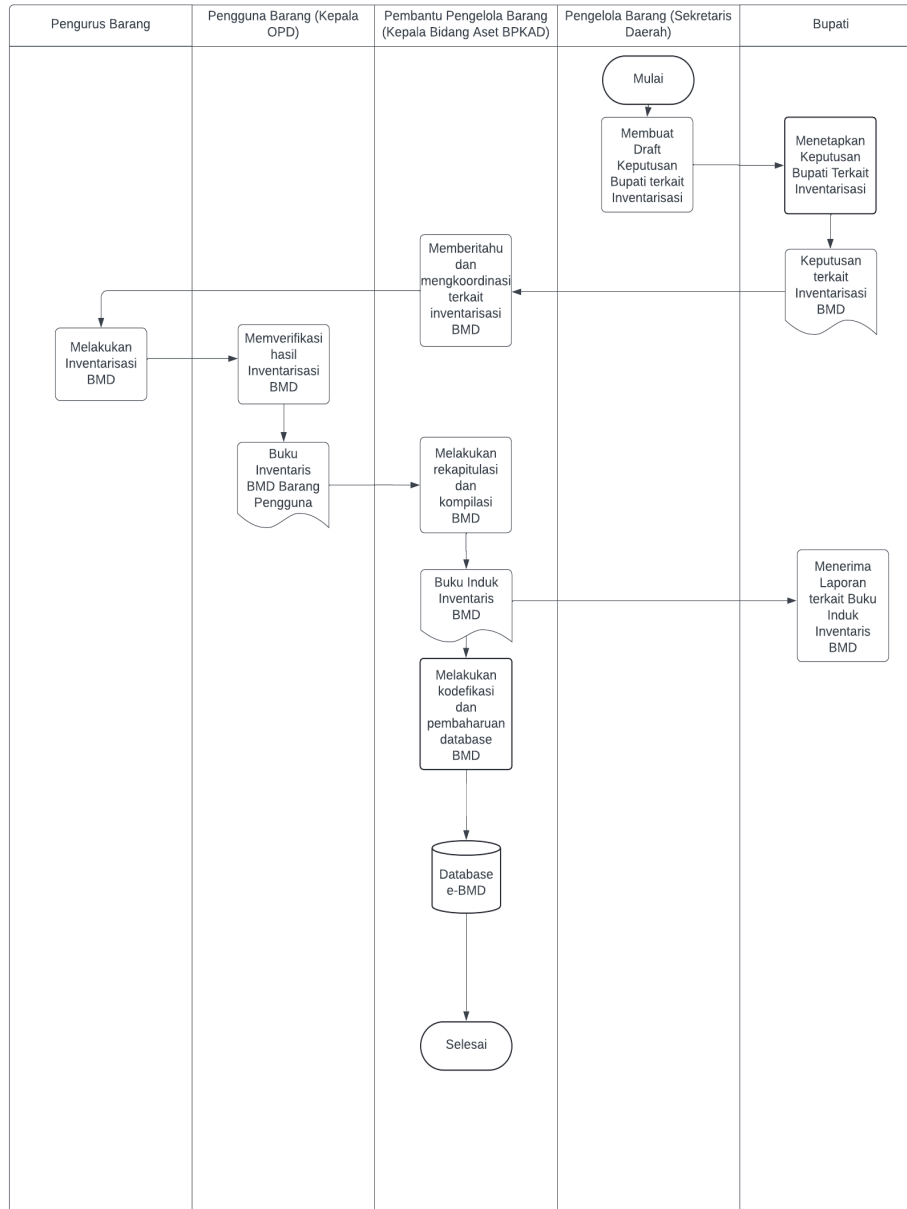 Pengurus Barang
Pengguna Barang (Kepala
OPD)
Pembantu Pengelola Barang
(Kepala Bidang Aset BPKAD)
Pengelola Barang (Sekretaris
Daerah)
Bupati
Mulai
Membuat
Draft
Keputusan
Bupati terkait
Inventarisasi
Menetapkan
Keputusan
Bupati Terkait
Inventarisasi
Keputusan
terkait
Inventarisasi
BMD
Memberitahu
dan
mengkoordinasi
terkait
inventarisasi
BMD
Melakukan
Inventarisasi
BMD
Memverifikasi
hasil
Inventarisasi
BMD
Buku
Inventaris
BMD Barang
Pengguna
Melakukan
rekapitulasi
dan
kompilasi
BMD
Buku Induk
Inventaris
BMD
Menerima
Laporan
terkait Buku
Induk
Inventaris
BMD
Melakukan
kodefikasi
dan
pembaharuan
database
BMD
Database
e-BMD
Selesai